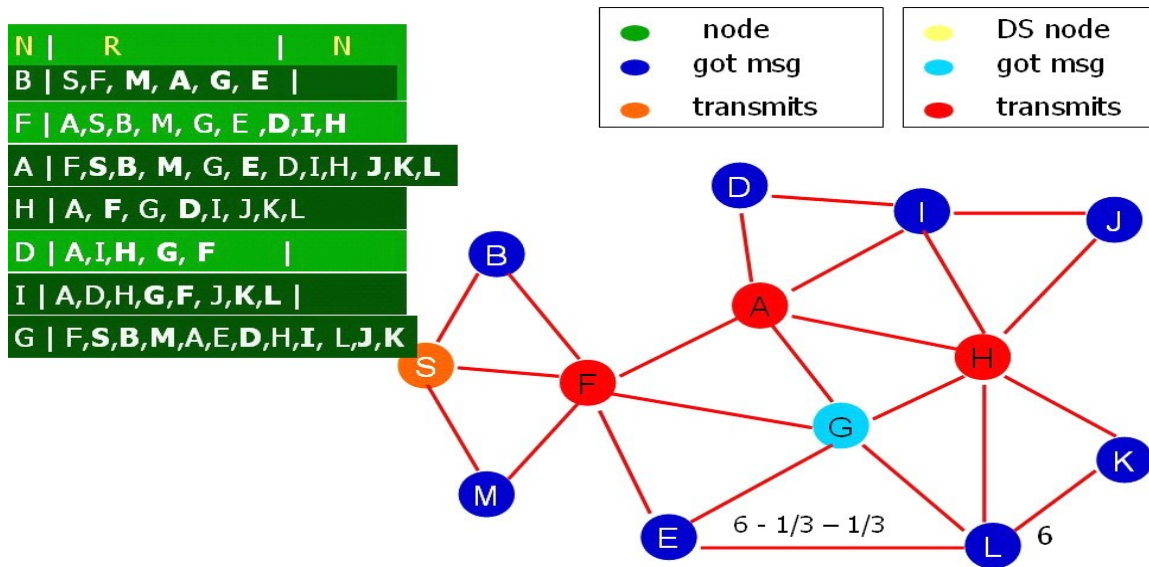 N | R | N
B | S,F, M, A, G, E |
F | A,S,B, M, G, E ,D,I,H
A | F,S,B, M, G, E, D,I,H, J,K,L
H | A, F, G, D,I, J,K,L
D | A,I,H, G, F |
I | A,D,H,G,F, J,K,L |
G | F,S,B,M,A,E,D,H,I, L,J,K
node
got msg
transmits
DS node
got msg
transmits
D
I
J
B
A
S
F
H
G
K
M
E
6 - 1/3 – 1/3
L
6